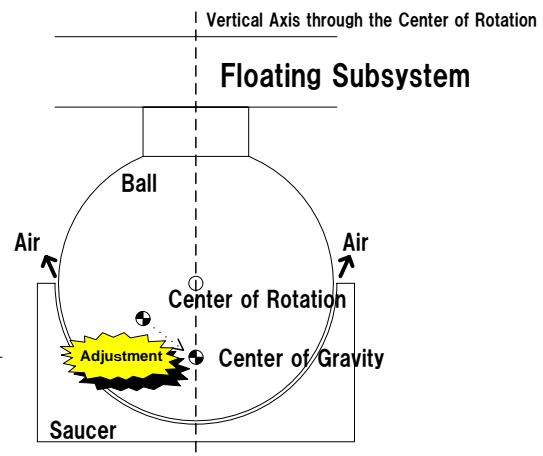 Vertical Axis through the Center of Rotation
Floating Subsystem
Ball
Air
Air
Center of Rotation
Adjustment
Center of Gravity
Saucer